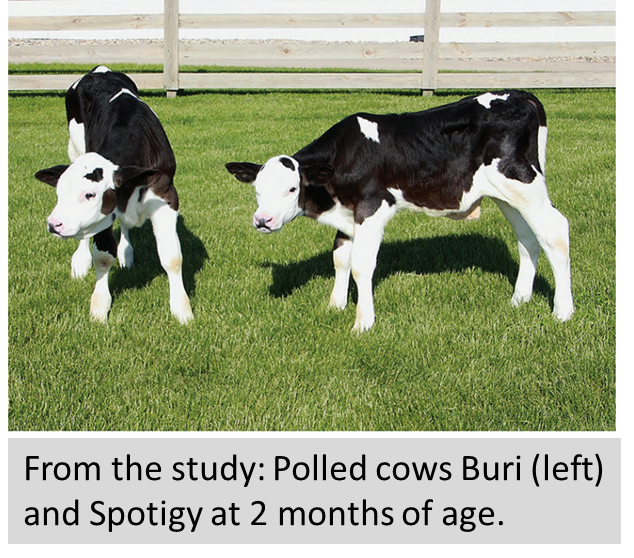 From the study: Polled cows Buri (left)
and Spotigy at 2 months of age.